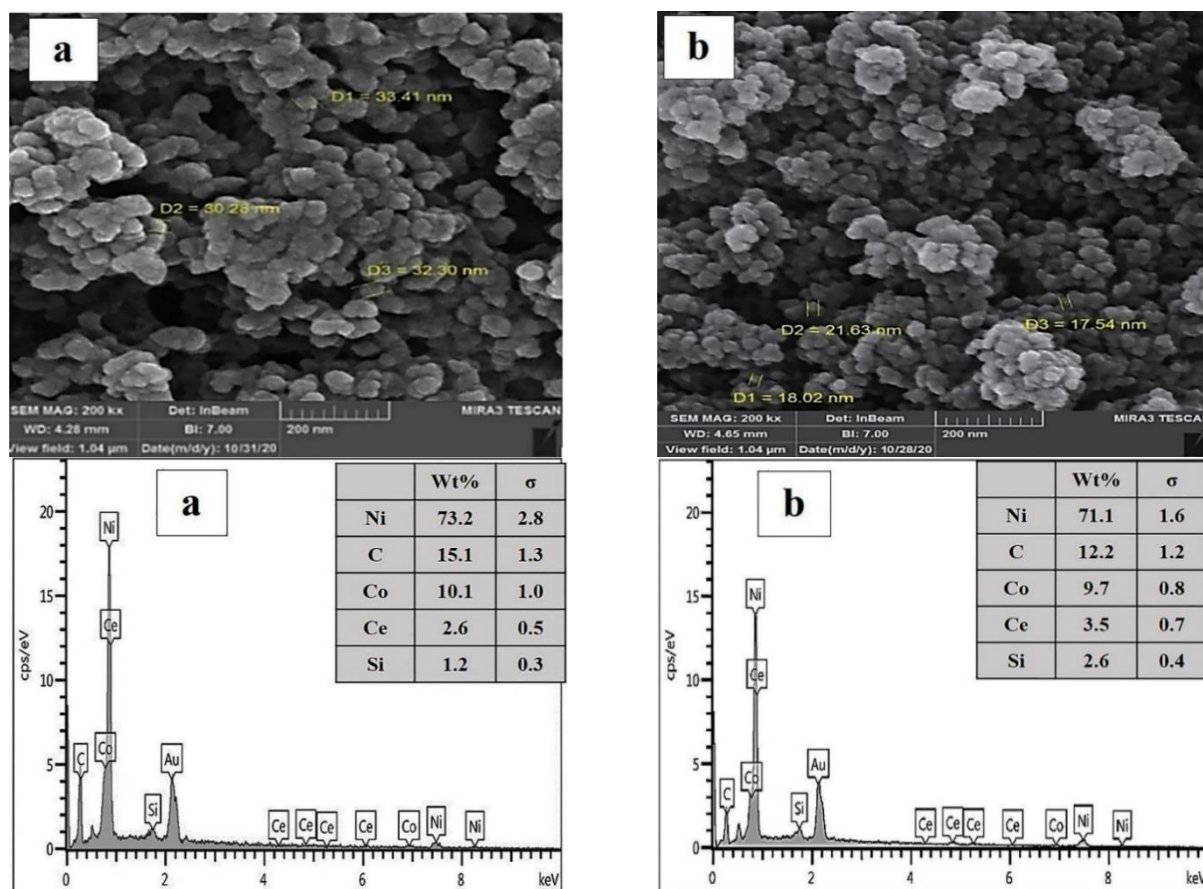 a
D1 = 33.41 nm
D2 = 30.28 nm
D3 = 32.30 nm
SEM MAG: 200 kx Det: InBeam MIRA3 TESCAN
WD: 4.28 mm BI: 7.00 200 nm
View field: 1.04 µm Date(m/d/y): 10/31/20
b
D2 = 21.63 nm
D3 = 17.54 nm
D1 = 18.02 nm
SEM MAG: 200 kx Det: InBeam MIRA3 TESCA
WD: 4.65 mm BI: 7.00 200 nm
View field: 1.04 µm Date(m/d/y): 10/28/20
a
Wt% σ
Ni 73.2 2.8
C 15.1 1.3
Co 10.1 1.0
Ce 2.6 0.5
Si 1.2 0.3
cps/eV
20
15
10
5
0
Ni
Ce
C Co Si Au Ce Ce Ce Ce Co Ni Ni
0 2 4 6 8 keV
b
Wt% σ
Ni 71.1 1.6
C 12.2 1.2
Co 9.7 0.8
Ce 3.5 0.7
Si 2.6 0.4
cps/eV
20
15
10
5
0
Ni
Ce
C Co Si Au Ce Ce Ce Ce Co Ni Ni
0 2 4 6 8 keV